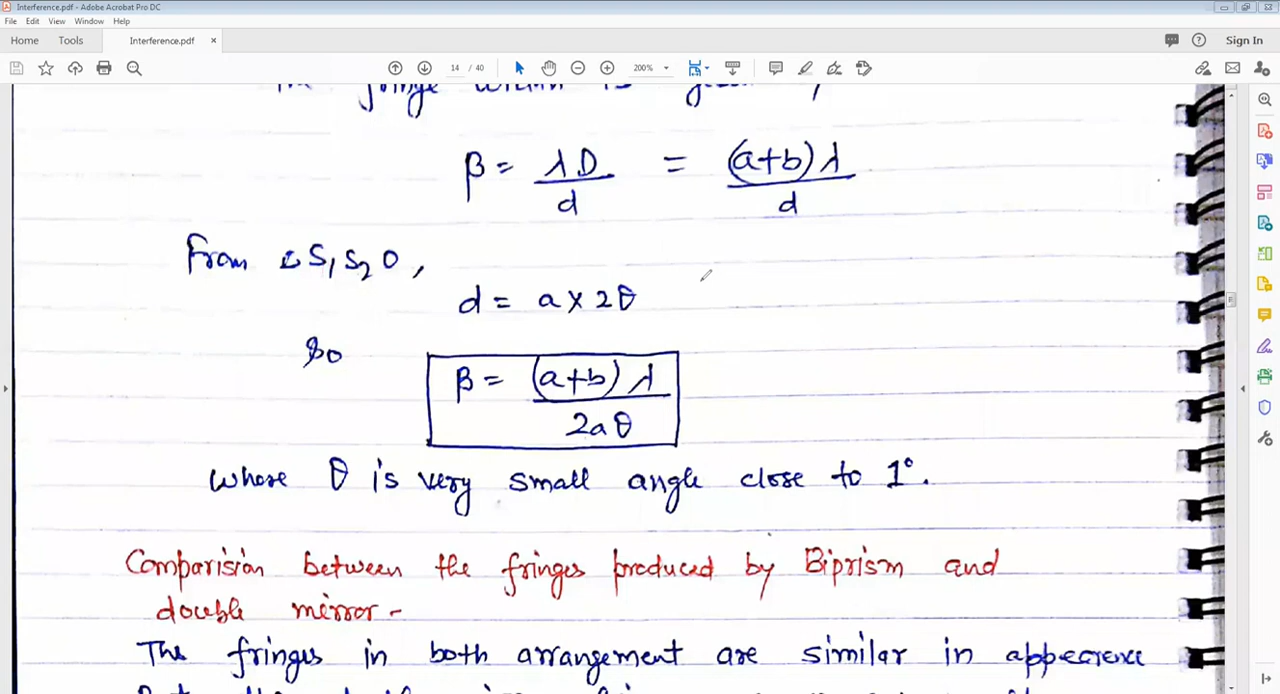 Interference.pdf - Adobe Acrobat Pro DC
File Edit View Window Help
Home Tools Interference.pdf × Sign In
14 / 40 200%
β = λD/d = (a+b)λ/d
From △ S₁S₂O,
d = a × 2θ
So
β = (a+b)λ/2aθ
Where θ is very small angle close to 1°.
Comparision between the fringes produced by Biprism and
double mirror -
The fringes in both arrangement are similar in appearence